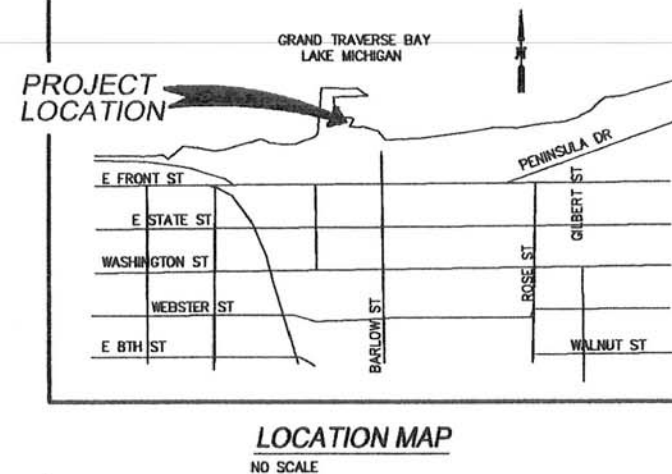 GRAND TRAVERSE BAY
LAKE MICHIGAN
N
PROJECT
LOCATION
PENINSULA DR
E FRONT ST
GILBERT ST
E STATE ST
WASHINGTON ST
ROSE ST
WEBSTER ST
BARLOW ST
E 8TH ST
WALNUT ST
LOCATION MAP
NO SCALE